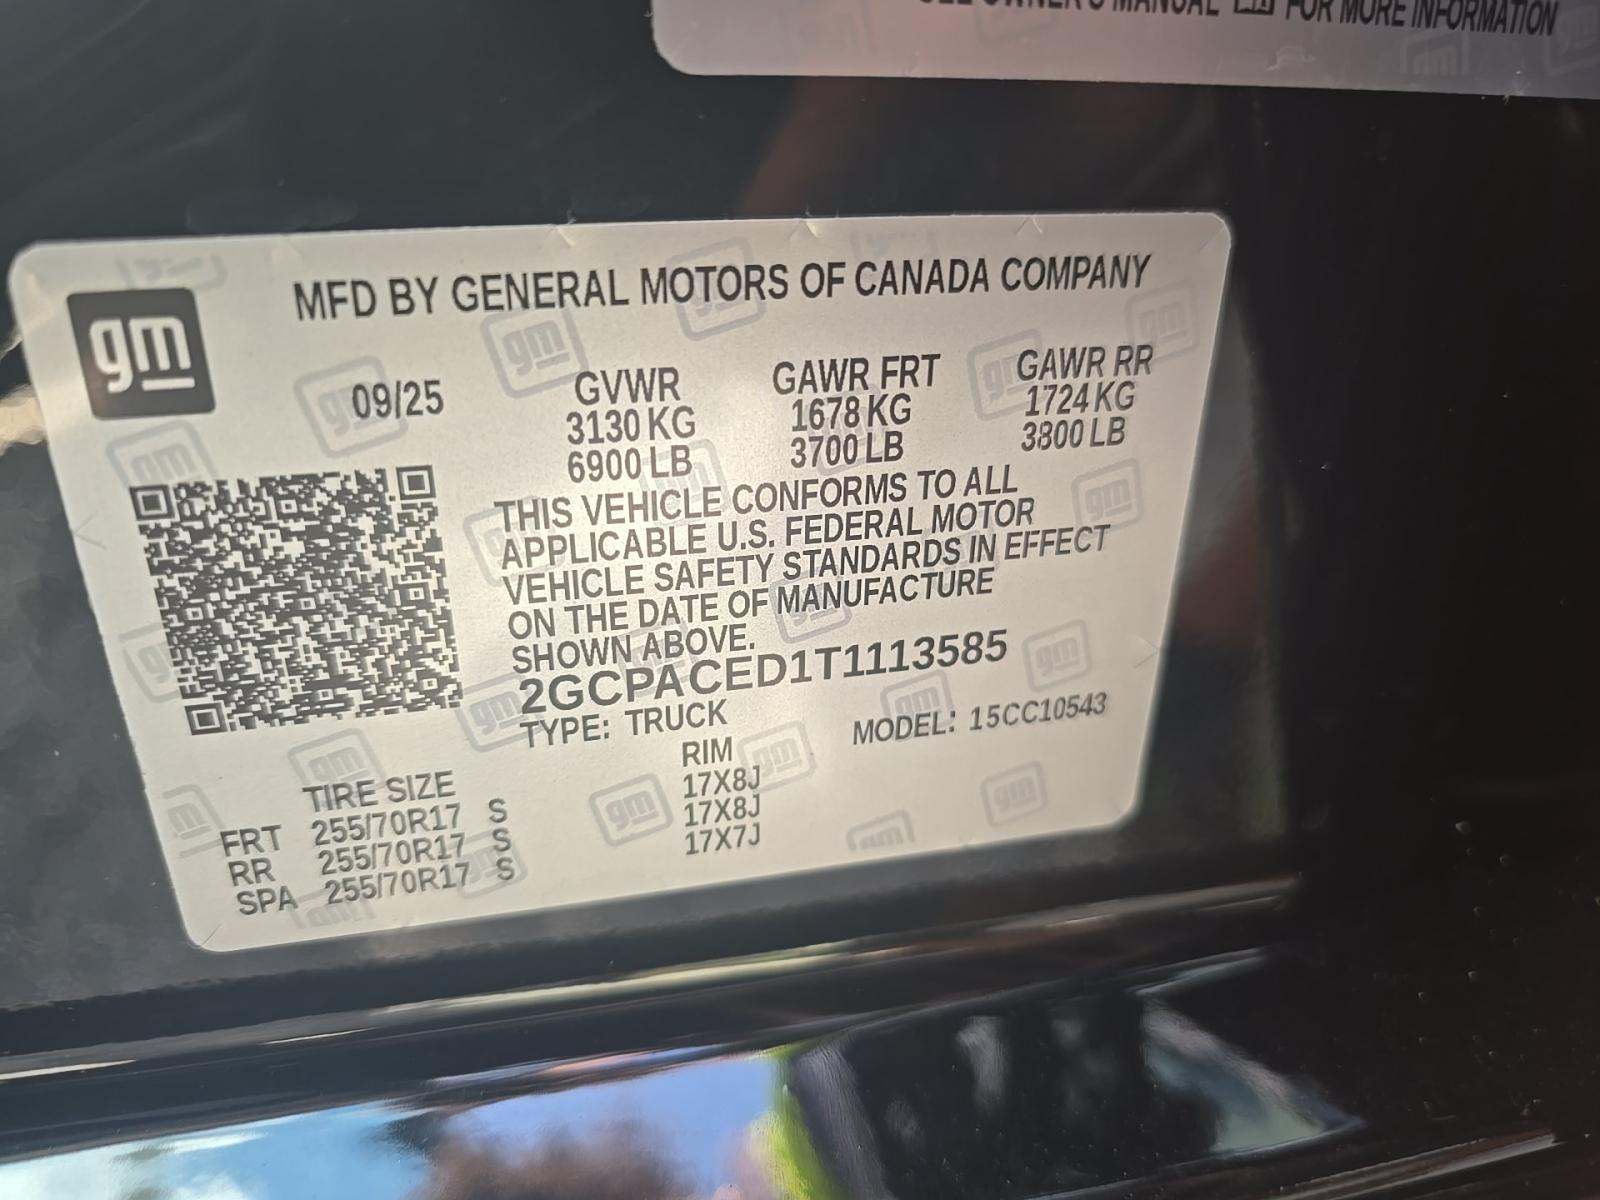 OWNER'S MANUAL FOR MORE INFORMATION
gm
MFD BY GENERAL MOTORS OF CANADA COMPANY
09/25 GVWR GAWR FRT GAWR RR
3130 KG 1678 KG 1724 KG
6900 LB 3700 LB 3800 LB
THIS VEHICLE CONFORMS TO ALL
APPLICABLE U.S. FEDERAL MOTOR
VEHICLE SAFETY STANDARDS IN EFFECT
ON THE DATE OF MANUFACTURE
SHOWN ABOVE.
2GCPACED1T1113585
TYPE: TRUCK MODEL: 15CC10543
TIRE SIZE RIM
FRT 255/70R17 S 17X8J
RR 255/70R17 S 17X8J
SPA 255/70R17 S 17X7J